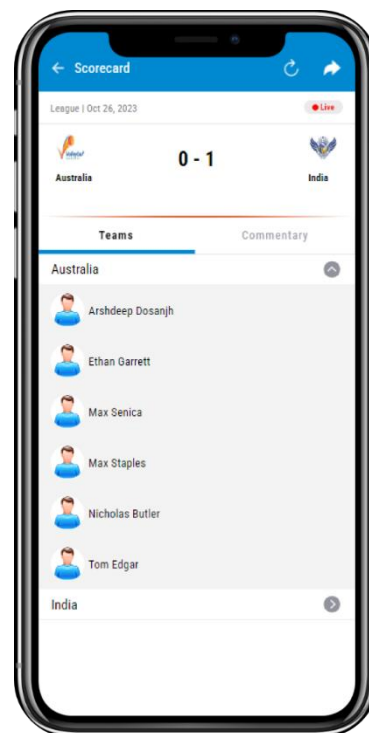 Scorecard
League | Oct 26, 2023
Live
0 - 1
Australia
India
Teams
Commentary
Australia
Arshdeep Dosanjh
Ethan Garrett
Max Senica
Max Staples
Nicholas Butler
Tom Edgar
India